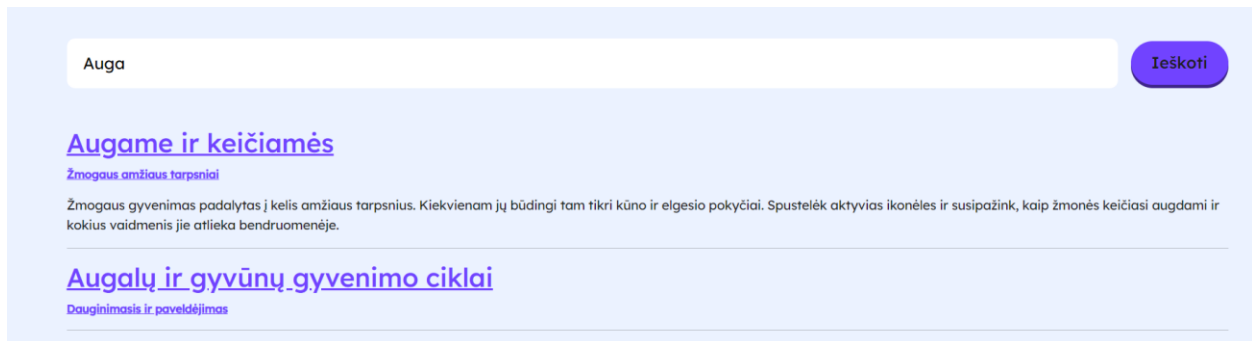 Auga
Ieškoti
Augame ir keičiamės
Žmogaus amžiaus tarpsniai
Žmogaus gyvenimas padalytas į kelis amžiaus tarpsnius. Kiekvienam jų būdingi tam tikri kūno ir elgesio pokyčiai. Spustelėk aktyvias ikonėles ir susipažink, kaip žmonės keičiasi augdami ir
kokius vaidmenis jie atlieka bendruomenėje.
Augalų ir gyvūnų gyvenimo ciklai
Dauginimasis ir paveldėjimas